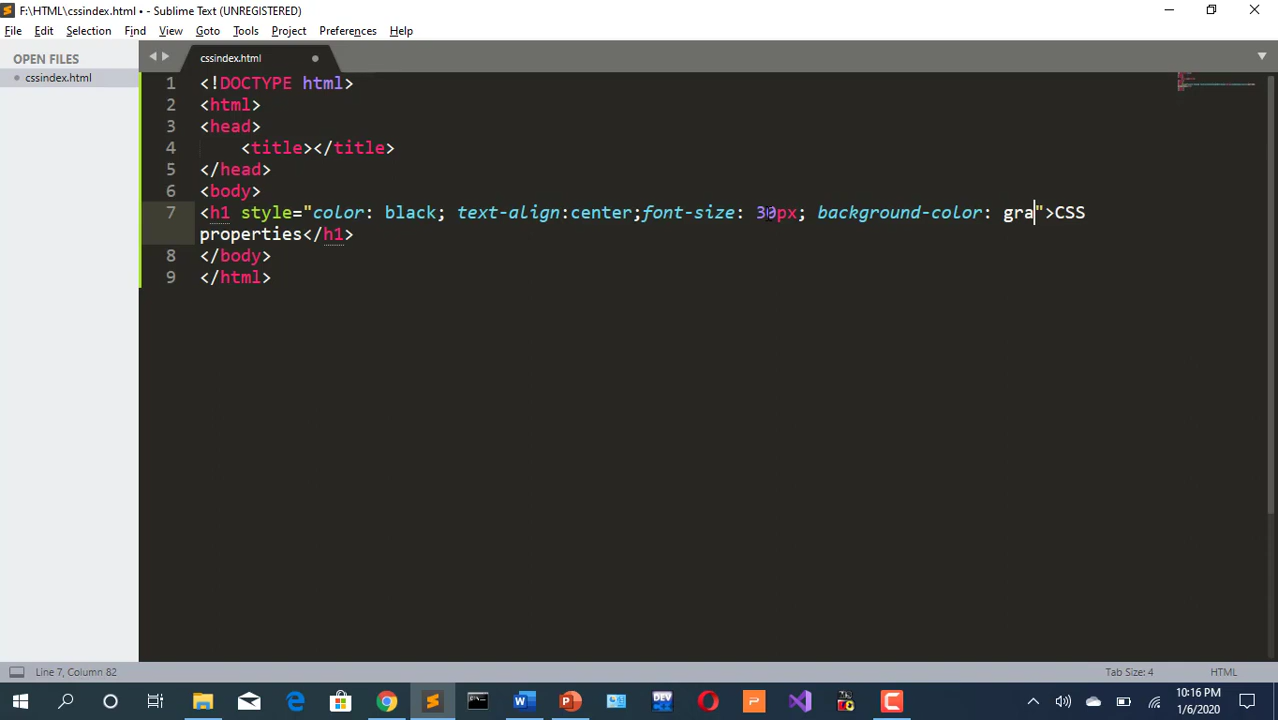 F:\HTML\cssindex.html • - Sublime Text (UNREGISTERED)
File Edit Selection Find View Goto Tools Project Preferences Help
OPEN FILES
cssindex.html
cssindex.html
1 <!DOCTYPE html>
2 <html>
3 <head>
4 <title></title>
5 </head>
6 <body>
7 <h1 style="color: black; text-align:center;font-size: 30px; background-color: gra">CSS
properties</h1>
8 </body>
9 </html>
Line 7, Column 82
Tab Size: 4
HTML
DEV
10:16 PM
1/6/2020